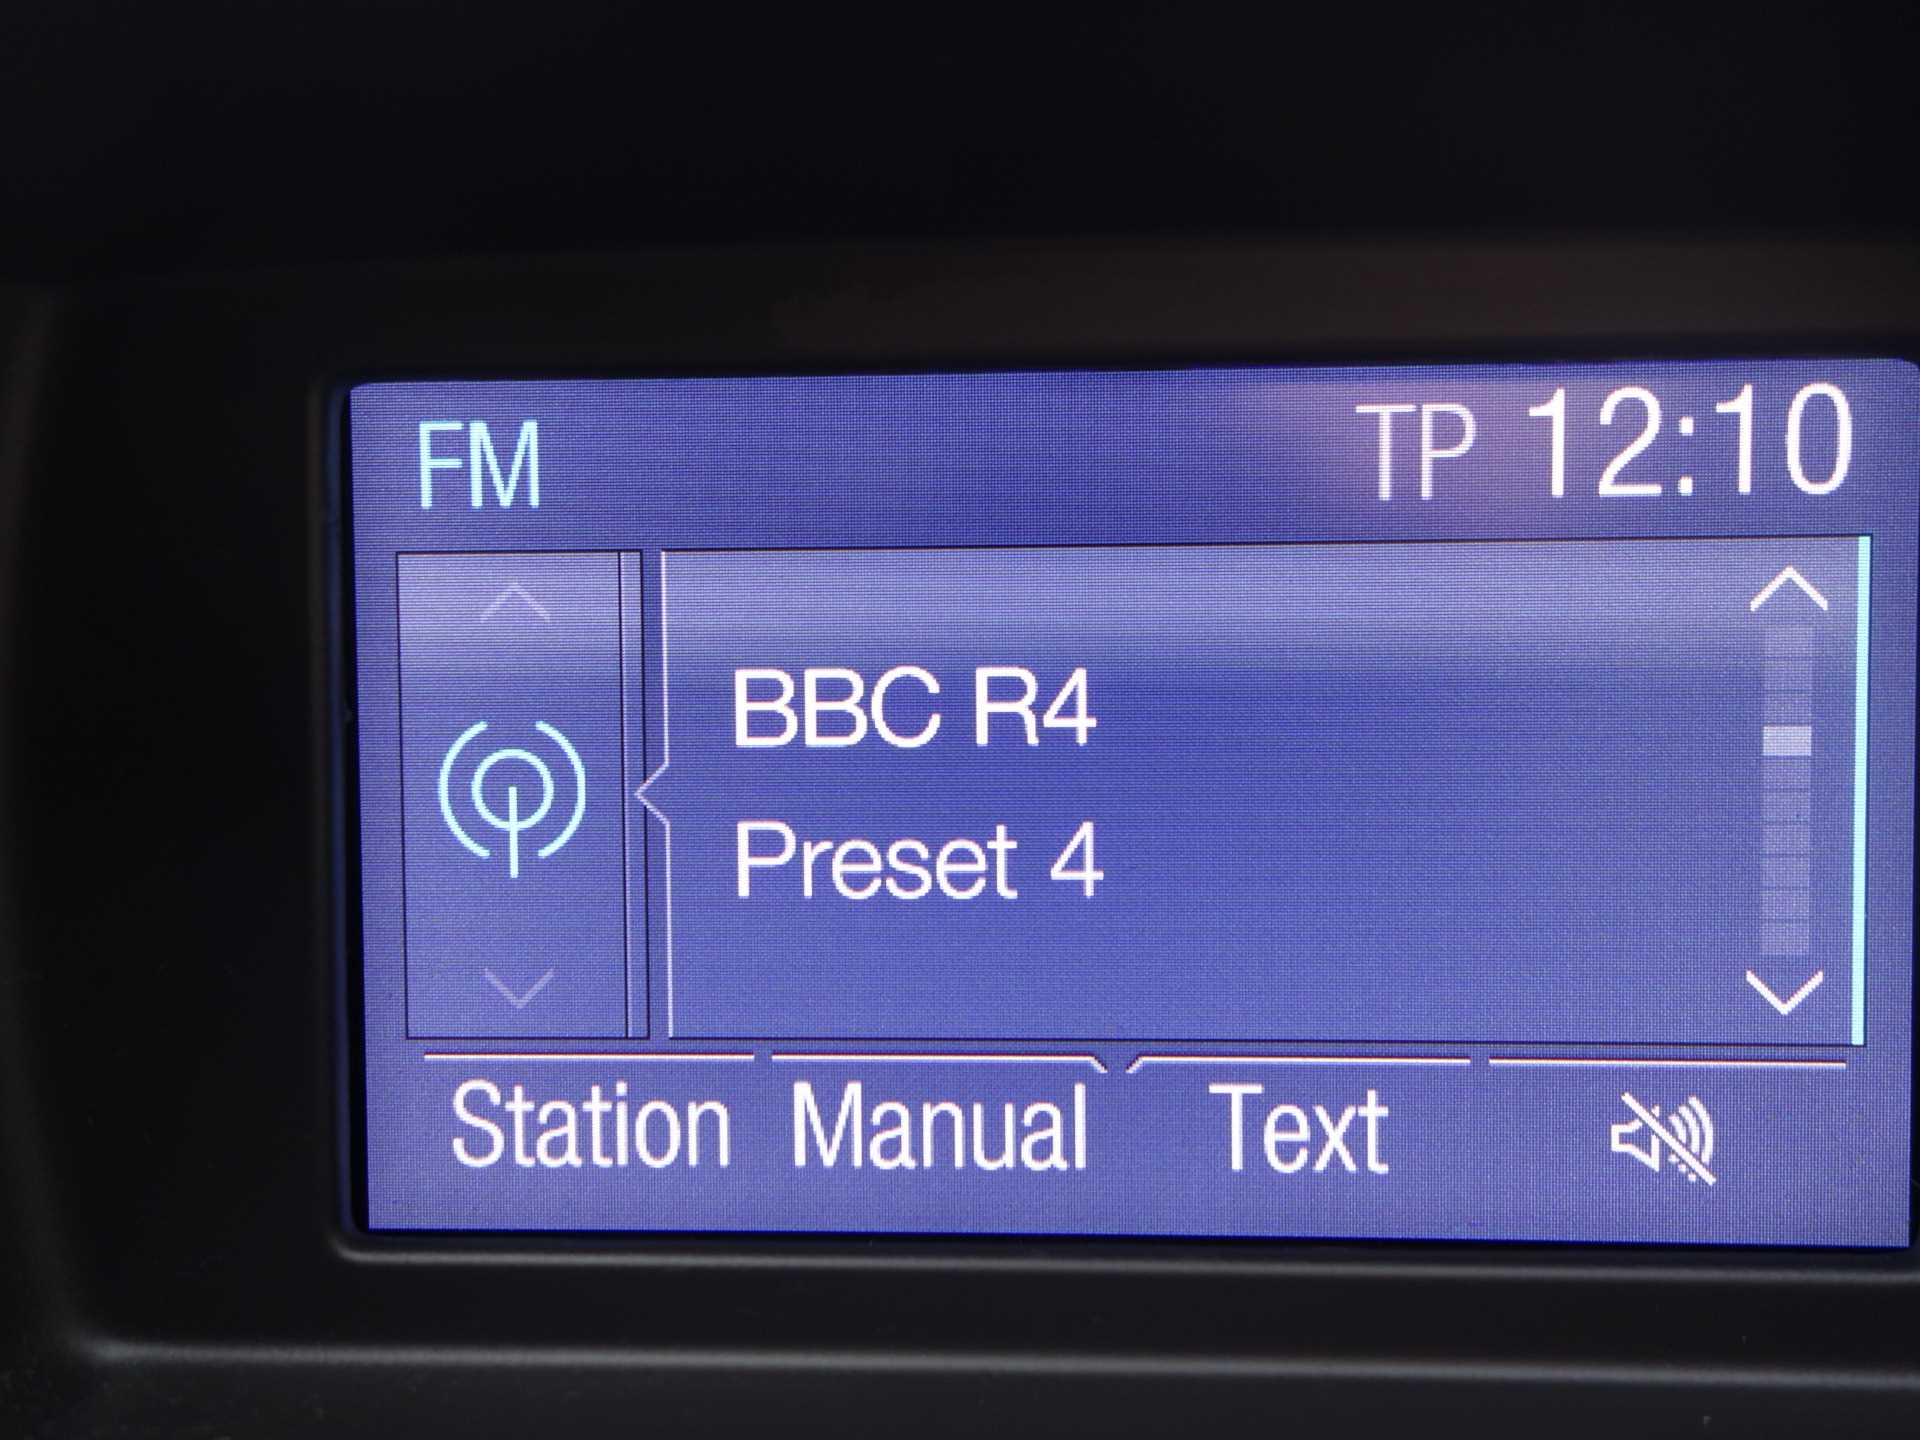 FM TP 12:10
BBC R4
Preset 4
Station Manual Text